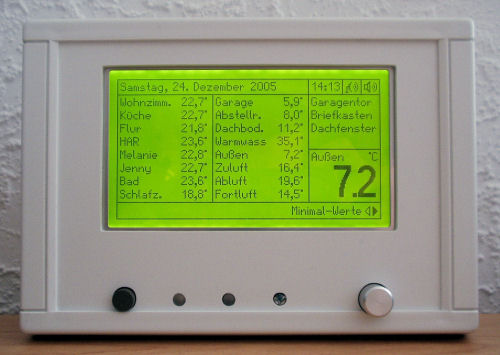 Samstag, 24. Dezember 2005 14:13
Wohnzimm. 22,7° Garage 5,9° Garagentor
Küche 22,7° Abstellr. 8,0° Briefkasten
Flur 21,8° Dachbod. 11,2° Dachfenster
HAR 23,6° Warmwass 35,1°
Melanie 22,8° Außen 7,2° Außen °C
Jenny 22,7° Zuluft 16,4° 7.2
Bad 23,6° Abluft 19,6°
Schlafz. 18,6° Fortluft 14,5°
Minimal-Werte